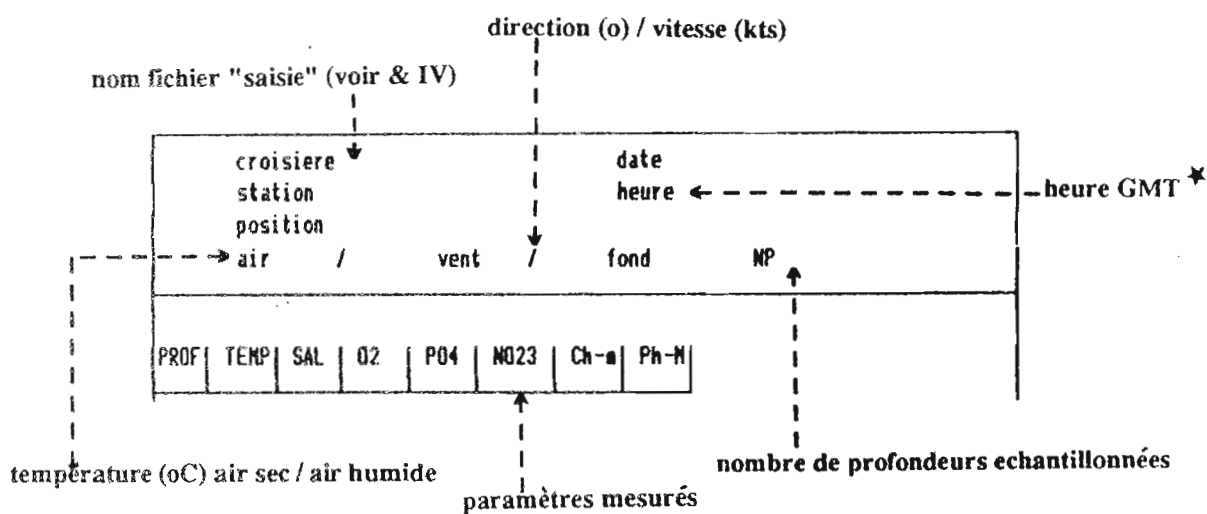 direction (o) / vitesse (kts)
nom fichier "saisie" (voir & IV)
croisiere date
station heure heure GMT ★
position
air / vent / fond NP
PROF TEMP SAL O2 PO4 NO23 Ch-m Ph-M
température (oC) air sec / air humide
nombre de profondeurs echantillonnées
paramètres mesurés